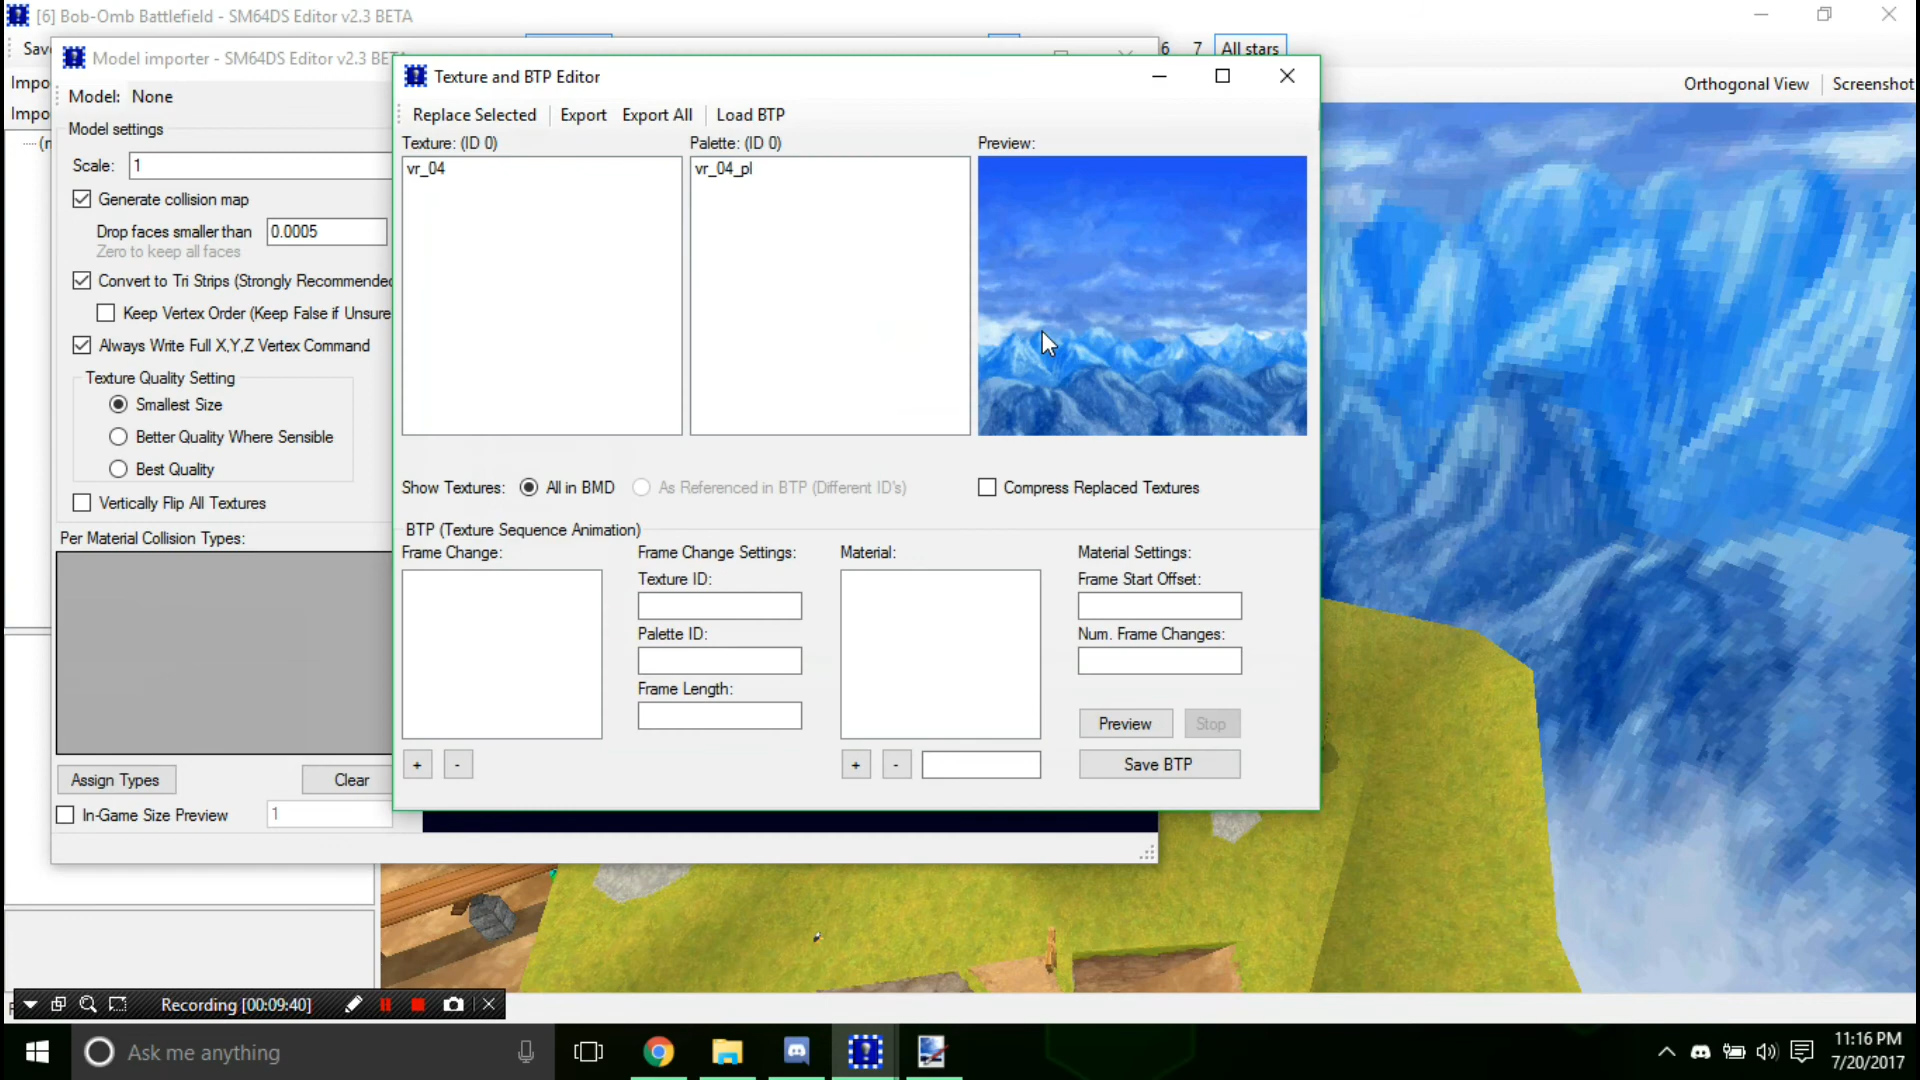 [6] Bob-Omb Battlefield - SM64DS Editor v2.3 BETA
6 7 All stars
Model importer - SM64DS Editor v2.3
Orthogonal View
Screenshot
Model: None
Model settings
Scale: 1
Generate collision map
Drop faces smaller than 0.0005
Zero to keep all faces
Convert to Tri Strips (Strongly Recommended
Keep Vertex Order (Keep False if Unsure
Always Write Full X,Y,Z Vertex Command
Texture Quality Setting
Smallest Size
Better Quality Where Sensible
Best Quality
Vertically Flip All Textures
Per Material Collision Types:
Assign Types
Clear
In-Game Size Preview 1
Texture and BTP Editor
Replace Selected
Export
Export All
Load BTP
Texture: (ID 0)
Palette: (ID 0)
Preview:
vr_04
vr_04_pl
Show Textures:
All in BMD
As Referenced in BTP (Different ID's)
Compress Replaced Textures
BTP (Texture Sequence Animation)
Frame Change:
Frame Change Settings:
Material:
Material Settings:
Texture ID:
Frame Start Offset:
Palette ID:
Num. Frame Changes:
Frame Length:
Preview
Stop
+
-
+
-
Save BTP
Recording [00:09:40]
Ask me anything
11:16 PM
7/20/2017